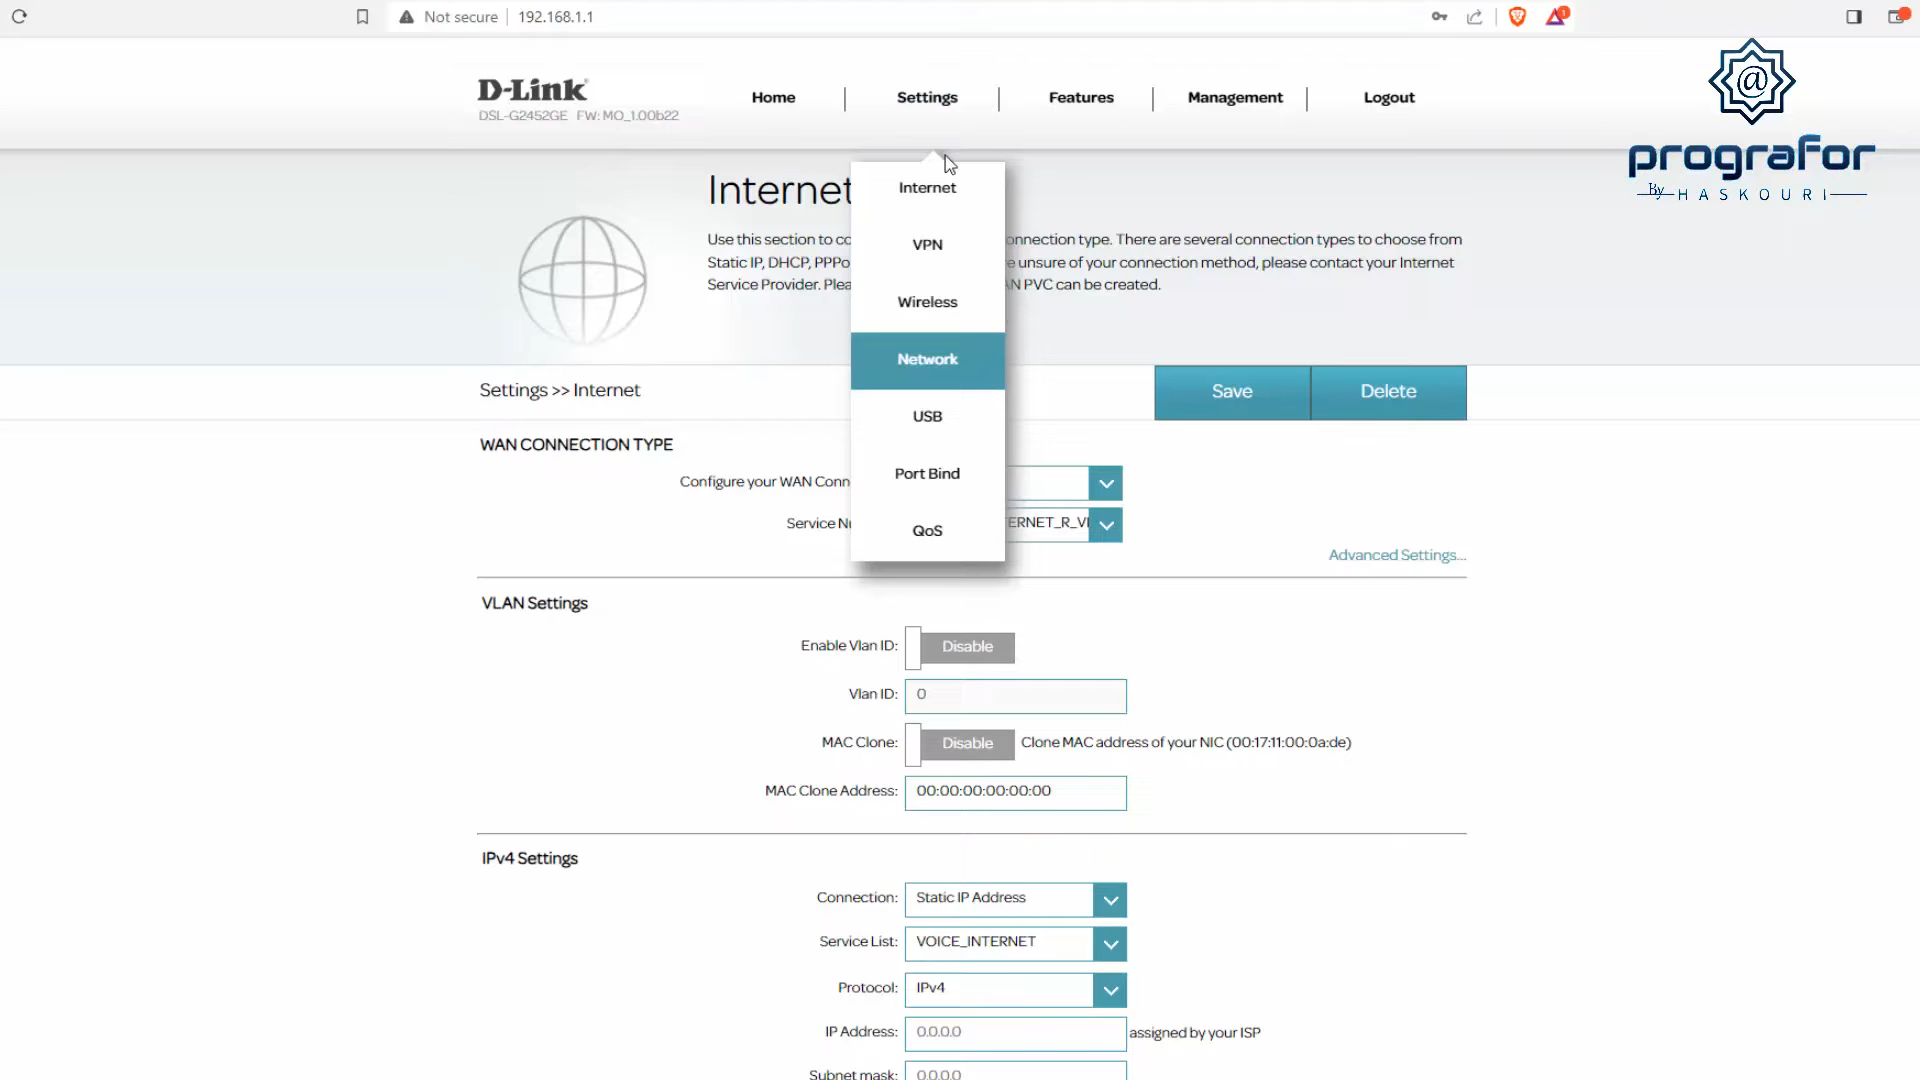 Not secure 192.168.1.1
1
D-Link
DSL-G2452GE FW: MO_1.00b22
Home
Settings
Features
Management
Logout
@
prografor
By HASKOURI
Internet
Use this section to co
onnection type. There are several connection types to choose from
Static IP, DHCP, PPPo
e unsure of your connection method, please contact your Internet
Service Provider. Plea
AN PVC can be created.
Internet
VPN
Wireless
Network
USB
Port Bind
QoS
Settings >> Internet
Save
Delete
WAN CONNECTION TYPE
Configure your WAN Conn
Service Nu
ERNET_R_VI
Advanced Settings...
VLAN Settings
Enable Vlan ID: Disable
Vlan ID: 0
MAC Clone: Disable Clone MAC address of your NIC (00:17:11:00:0a:de)
MAC Clone Address: 00:00:00:00:00:00
IPv4 Settings
Connection: Static IP Address
Service List: VOICE_INTERNET
Protocol: IPv4
IP Address: 0.0.0.0 assigned by your ISP
Subnet mask: 0.0.0.0